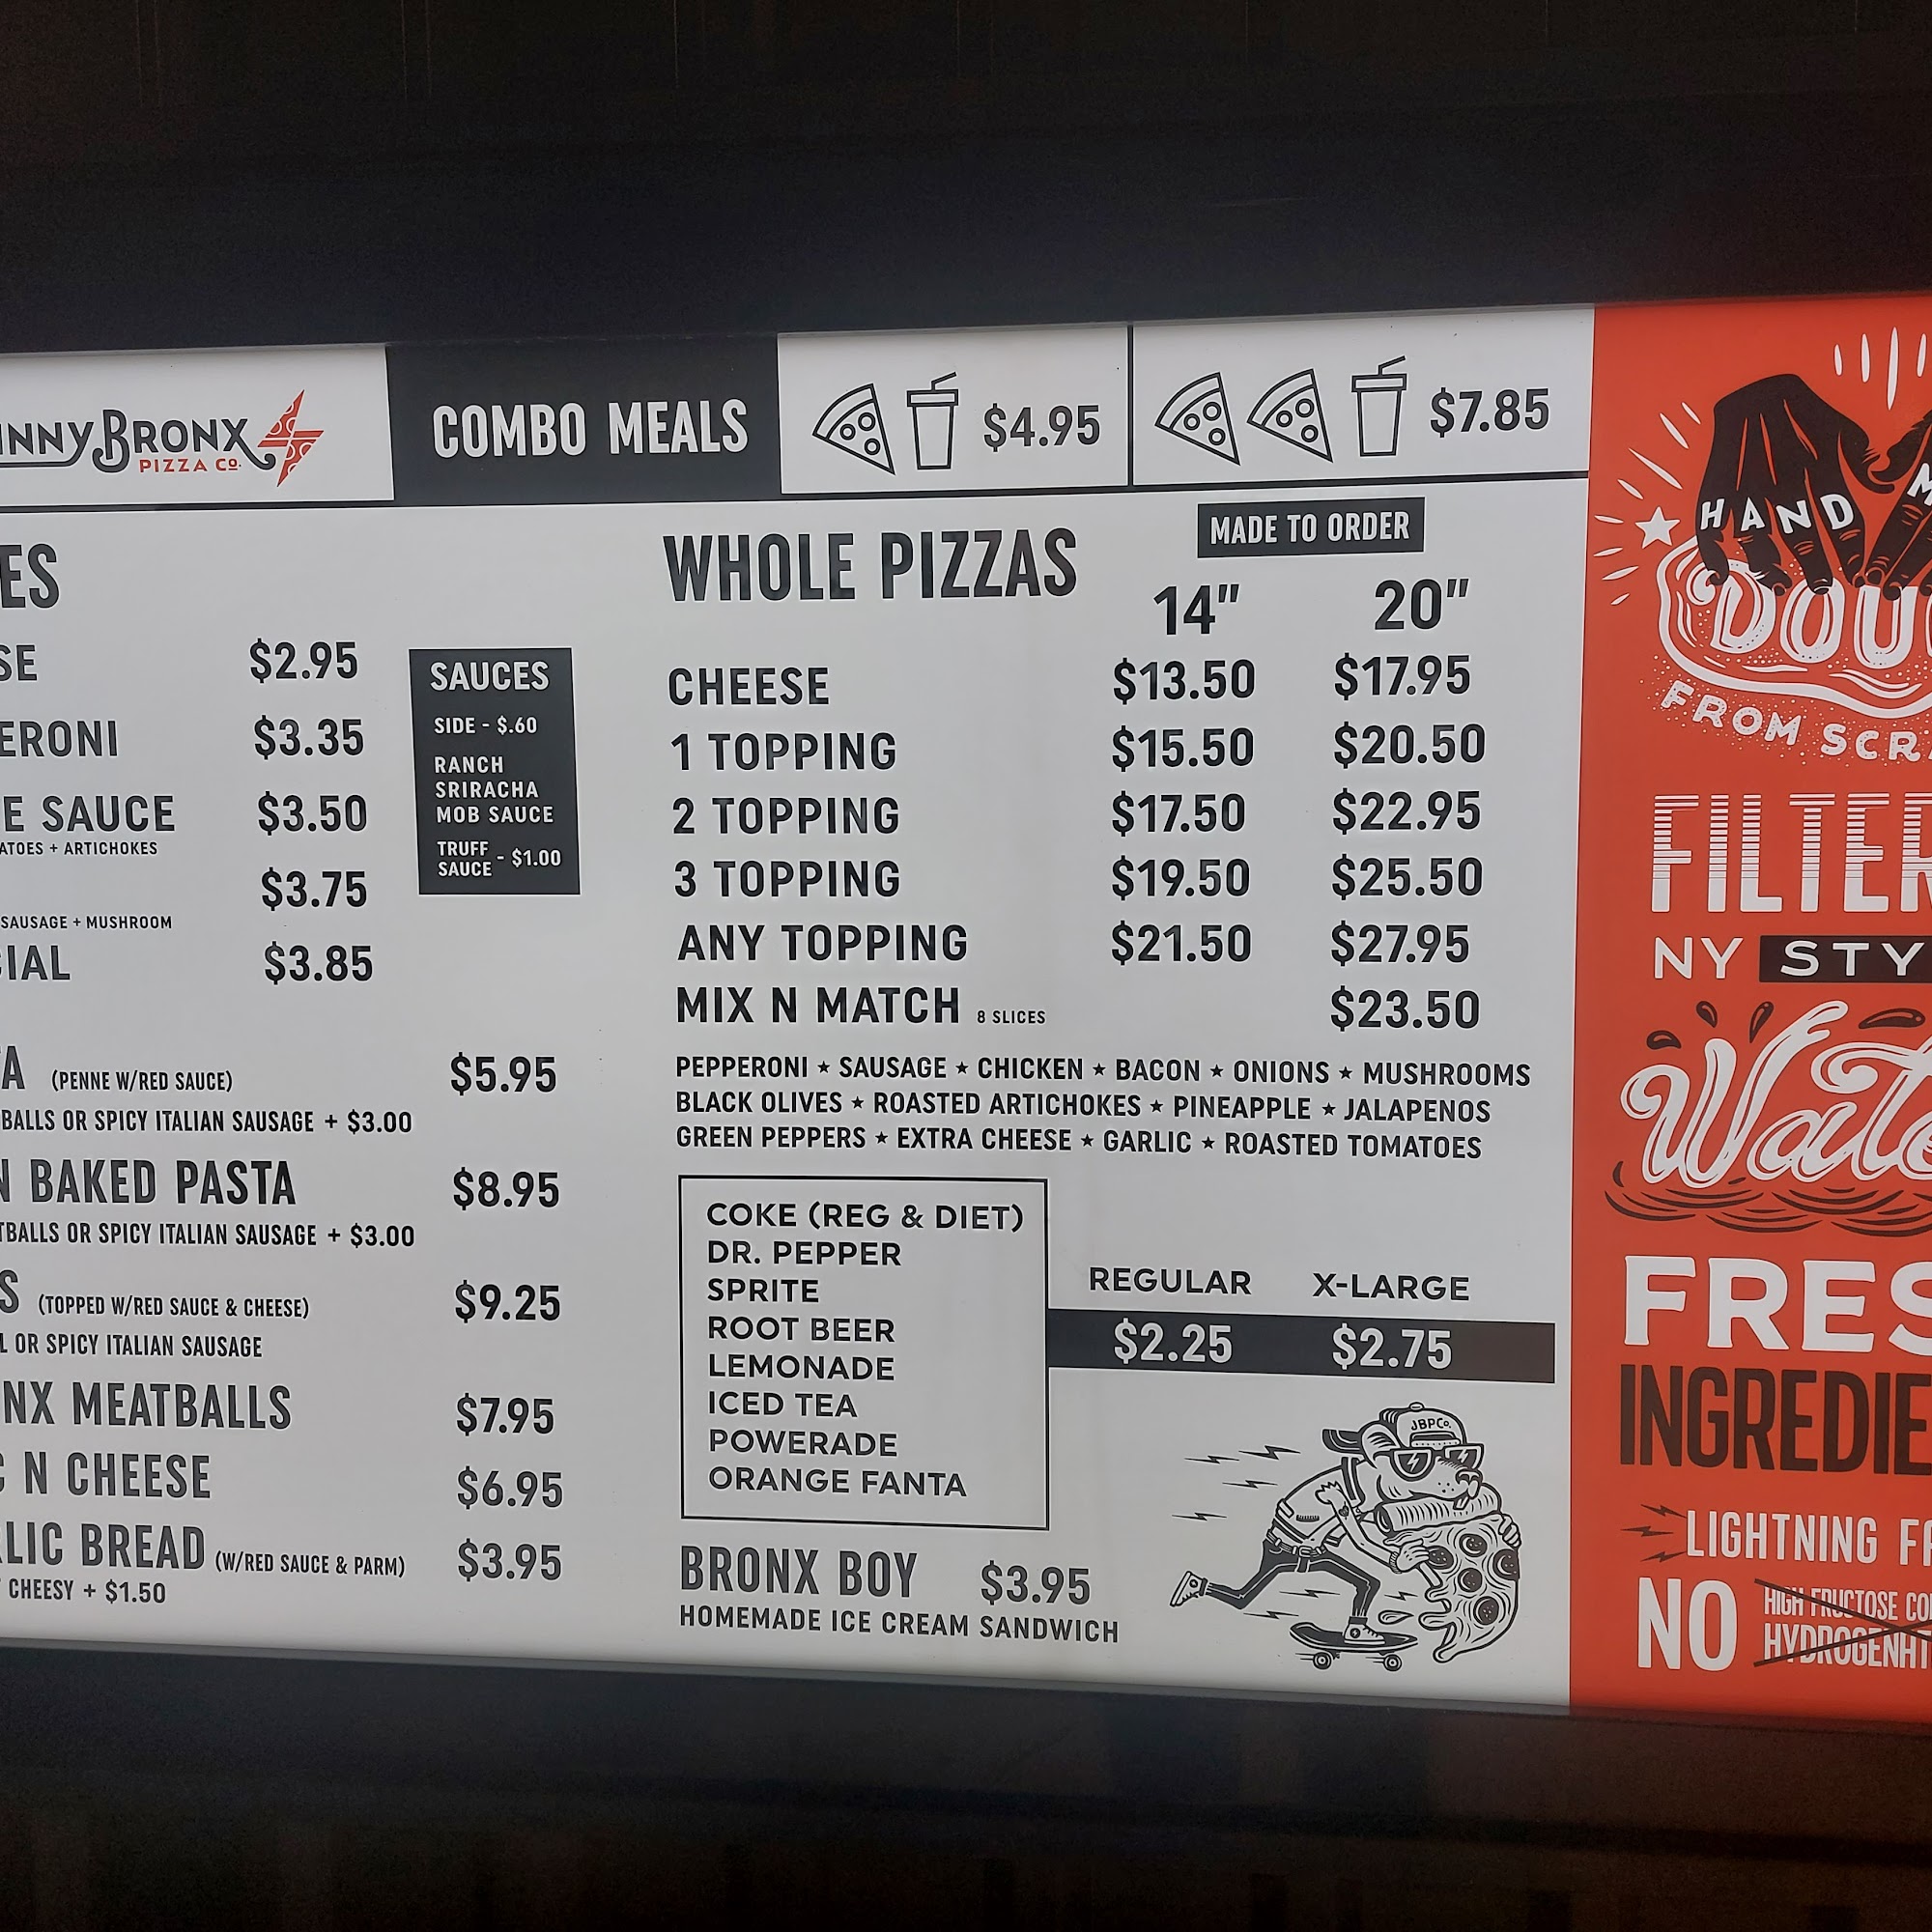 NNYBRONX
PIZZA CO.
COMBO MEALS
$4.95
$7.85
ES
SE $2.95
ERONI $3.35
E SAUCE $3.50
ATOES + ARTICHOKES
$3.75
SAUSAGE + MUSHROOM
CIAL $3.85
SAUCES
SIDE - $.60
RANCH
SRIRACHA
MOB SAUCE
TRUFF
SAUCE - $1.00
TA (PENNE W/RED SAUCE) $5.95
BALLS OR SPICY ITALIAN SAUSAGE + $3.00
N BAKED PASTA $8.95
TBALLS OR SPICY ITALIAN SAUSAGE + $3.00
S (TOPPED W/RED SAUCE & CHEESE) $9.25
L OR SPICY ITALIAN SAUSAGE
NX MEATBALLS $7.95
C N CHEESE $6.95
RLIC BREAD (W/RED SAUCE & PARM) $3.95
T CHEESY + $1.50
WHOLE PIZZAS
MADE TO ORDER
14" 20"
CHEESE $13.50 $17.95
1 TOPPING $15.50 $20.50
2 TOPPING $17.50 $22.95
3 TOPPING $19.50 $25.50
ANY TOPPING $21.50 $27.95
MIX N MATCH 8 SLICES $23.50
PEPPERONI ★ SAUSAGE ★ CHICKEN ★ BACON ★ ONIONS ★ MUSHROOMS
BLACK OLIVES ★ ROASTED ARTICHOKES ★ PINEAPPLE ★ JALAPENOS
GREEN PEPPERS ★ EXTRA CHEESE ★ GARLIC ★ ROASTED TOMATOES
COKE (REG & DIET)
DR. PEPPER
SPRITE
ROOT BEER
LEMONADE
ICED TEA
POWERADE
ORANGE FANTA
REGULAR X-LARGE
$2.25 $2.75
JBPCo.
BRONX BOY $3.95
HOMEMADE ICE CREAM SANDWICH
HAND M
DOU
FROM SCRA
FILTER
NY STY
Wate
FRES
INGREDIE
LIGHTNING FA
NO HIGH FRUCTOSE CO
HYDROGENAT